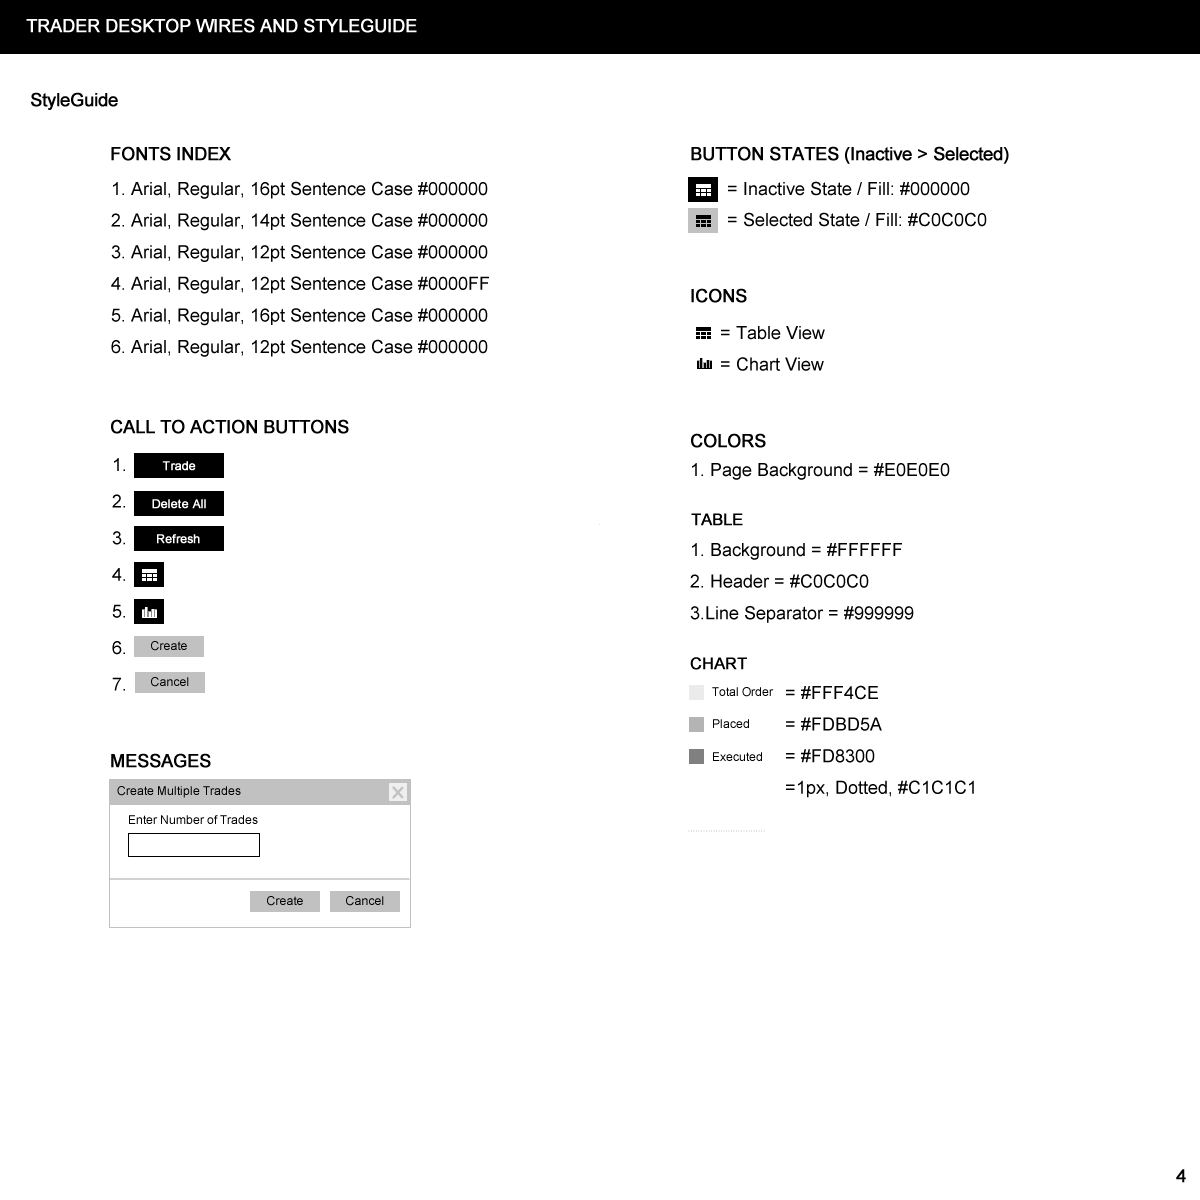 TRADER DESKTOP WIRES AND STYLEGUIDE
StyleGuide
FONTS INDEX
1. Arial, Regular, 16pt Sentence Case #000000
2. Arial, Regular, 14pt Sentence Case #000000
3. Arial, Regular, 12pt Sentence Case #000000
4. Arial, Regular, 12pt Sentence Case #0000FF
5. Arial, Regular, 16pt Sentence Case #000000
6. Arial, Regular, 12pt Sentence Case #000000
CALL TO ACTION BUTTONS
1. Trade
2. Delete All
3. Refresh
4.
5.
6. Create
7. Cancel
MESSAGES
Create Multiple Trades
Enter Number of Trades
Create Cancel
BUTTON STATES (Inactive > Selected)
= Inactive State / Fill: #000000
= Selected State / Fill: #C0C0C0
ICONS
= Table View
= Chart View
COLORS
1. Page Background = #E0E0E0
TABLE
1. Background = #FFFFFF
2. Header = #C0C0C0
3.Line Separator = #999999
CHART
Total Order = #FFF4CE
Placed = #FDBD5A
Executed = #FD8300
=1px, Dotted, #C1C1C1
4